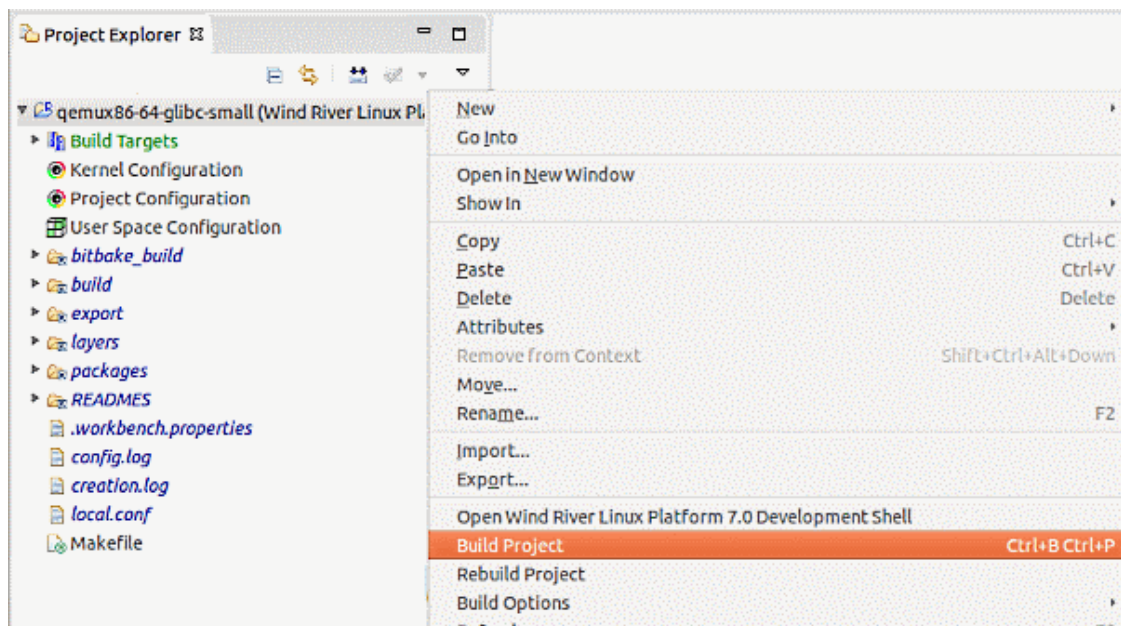 Project Explorer
qemux86-64-glibc-small (Wind River Linux Pl
Build Targets
Kernel Configuration
Project Configuration
User Space Configuration
bitbake_build
build
export
layers
packages
READMES
.workbench.properties
config.log
creation.log
local.conf
Makefile
New
Go Into
Open in New Window
Show In
Copy Ctrl+C
Paste Ctrl+V
Delete Delete
Attributes
Remove from Context Shift+Ctrl+Alt+Down
Move...
Rename... F2
Import...
Export...
Open Wind River Linux Platform 7.0 Development Shell
Build Project Ctrl+B Ctrl+P
Rebuild Project
Build Options